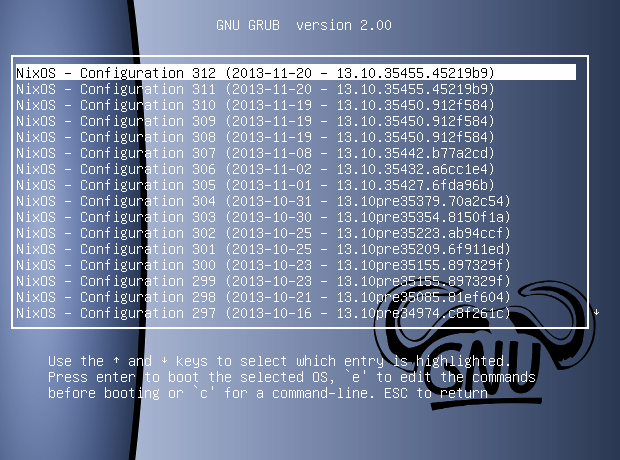 GNU GRUB  version 2.00
NixOS - Configuration 312 (2013-11-20 - 13.10.35455.45219b9)
NixOS - Configuration 311 (2013-11-20 - 13.10.35455.45219b9)
NixOS - Configuration 310 (2013-11-19 - 13.10.35450.912f584)
NixOS - Configuration 309 (2013-11-19 - 13.10.35450.912f584)
NixOS - Configuration 308 (2013-11-19 - 13.10.35450.912f584)
NixOS - Configuration 307 (2013-11-08 - 13.10.35442.b77a2cd)
NixOS - Configuration 306 (2013-11-02 - 13.10.35432.a6cc1e4)
NixOS - Configuration 305 (2013-11-01 - 13.10.35427.6fda96b)
NixOS - Configuration 304 (2013-10-31 - 13.10pre35379.70a2c54)
NixOS - Configuration 303 (2013-10-30 - 13.10pre35354.8150f1a)
NixOS - Configuration 302 (2013-10-25 - 13.10pre35223.ab94ccf)
NixOS - Configuration 301 (2013-10-25 - 13.10pre35209.6f911ed)
NixOS - Configuration 300 (2013-10-23 - 13.10pre35155.897329f)
NixOS - Configuration 299 (2013-10-23 - 13.10pre35155.897329f)
NixOS - Configuration 298 (2013-10-21 - 13.10pre35085.81ef604)
NixOS - Configuration 297 (2013-10-16 - 13.10pre34974.c8f261c)
Use the ↑ and ↓ keys to select which entry is highlighted.
Press enter to boot the selected OS, `e' to edit the commands
before booting or `c' for a command-line. ESC to return
GNU